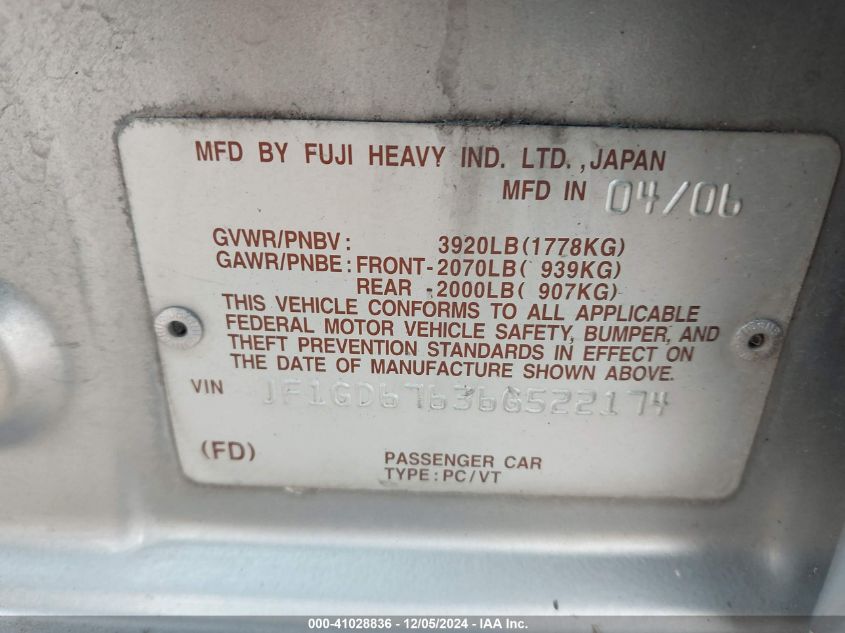 MFD BY FUJI HEAVY IND. LTD., JAPAN
MFD IN 04/06
GVWR/PNBV: 3920LB(1778KG)
GAWR/PNBE: FRONT-2070LB( 939KG)
REAR -2000LB( 907KG)
THIS VEHICLE CONFORMS TO ALL APPLICABLE
FEDERAL MOTOR VEHICLE SAFETY, BUMPER, AND
THEFT PREVENTION STANDARDS IN EFFECT ON
THE DATE OF MANUFACTURE SHOWN ABOVE.
VIN JF1GD67636G522174
(FD)
PASSENGER CAR
TYPE: PC/VT
000-41028836 - 12/05/2024 - IAA Inc.